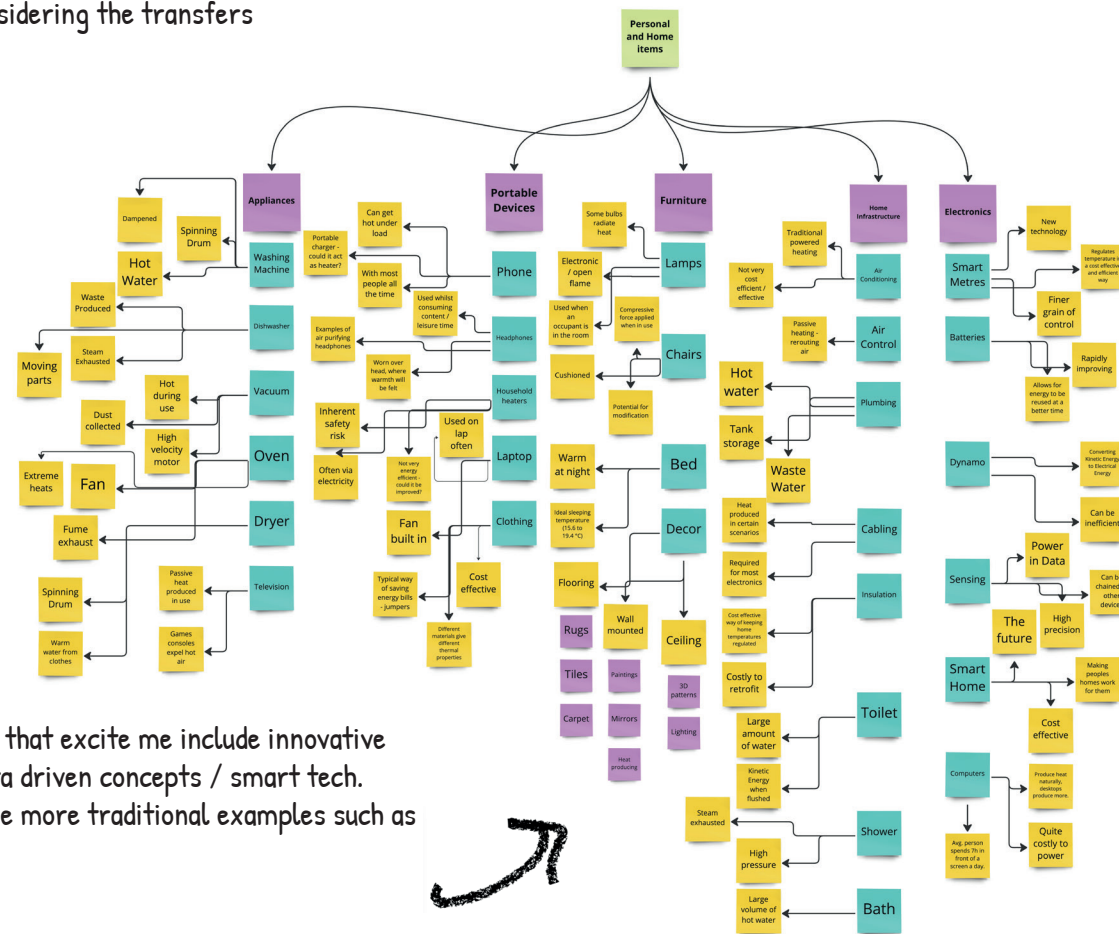 sidering the transfers
Personal
and Home
items
Appliances
Dampened
Spinning
Drum
Washing
Machine
Hot
Water
Waste
Produced
Dishwasher
Steam
Exhausted
Moving
parts
Vacuum
Hot
during
use
Dust
collected
High
velocity
motor
Oven
Extreme
heats
Fan
Fume
exhaust
Dryer
Spinning
Drum
Warm
water from
clothes
Television
Passive
heat
produced
in use
Games
consoles
expel hot
air
Portable
Devices
Can get
hot under
load
Portable
charger -
could it act
as heater?
Phone
With most
people all
the time
Used whilst
consuming
content /
leisure time
Headphones
Examples of
air purifying
headphones
Worn over
head, where
warmth will
be felt
Household
heaters
Inherent
safety
risk
Often via
electricity
Not very
energy
efficient -
could it be
improved?
Used on
lap
often
Laptop
Fan
built in
Clothing
Typical way
of saving
energy bills
- jumpers
Cost
effective
Different
materials give
different
thermal
properties
Furniture
Some bulbs
radiate
heat
Lamps
Electronic
/ open
flame
Used when
an
occupant is
in the room
Compressive
force applied
when in use
Chairs
Cushioned
Potential for
modification
Bed
Warm
at night
Ideal sleeping
temperature
(15.6 to
19.4 °C)
Decor
Flooring
Wall
mounted
Ceiling
Rugs
Paintings
3D
patterns
Tiles
Mirrors
Lighting
Carpet
Heat
producing
Home
Infrastructure
Traditional
powered
heating
Air
Conditioning
Not very
cost
efficient /
effective
Passive
heating -
rerouting
air
Air
Control
Hot
water
Plumbing
Tank
storage
Waste
Water
Heat
produced
in certain
scenarios
Cabling
Required
for most
electronics
Insulation
Cost effective
way of keeping
home
temperatures
regulated
Costly to
retrofit
Toilet
Large
amount
of water
Kinetic
Energy
when
flushed
Steam
exhausted
Shower
High
pressure
Large
volume of
hot water
Bath
Electronics
New
technology
Smart
Metres
Regulates
temperature in
a cost effective
and efficient
way
Finer
grain of
control
Batteries
Rapidly
improving
Allows for
energy to be
reused at a
better time
Dynamo
Converting
Kinetic Energy
to Electrical
Energy
Can be
inefficient
Sensing
Power
in Data
Can be
chained
other
device
High
precision
The
future
Smart
Home
Making
peoples
homes work
for them
Cost
effective
Computers
Produce heat
naturally,
desktops
produce more.
Avg. person
spends 7h in
front of a
screen a day.
Quite
costly to
power
that excite me include innovative
a driven concepts / smart tech.
e more traditional examples such as